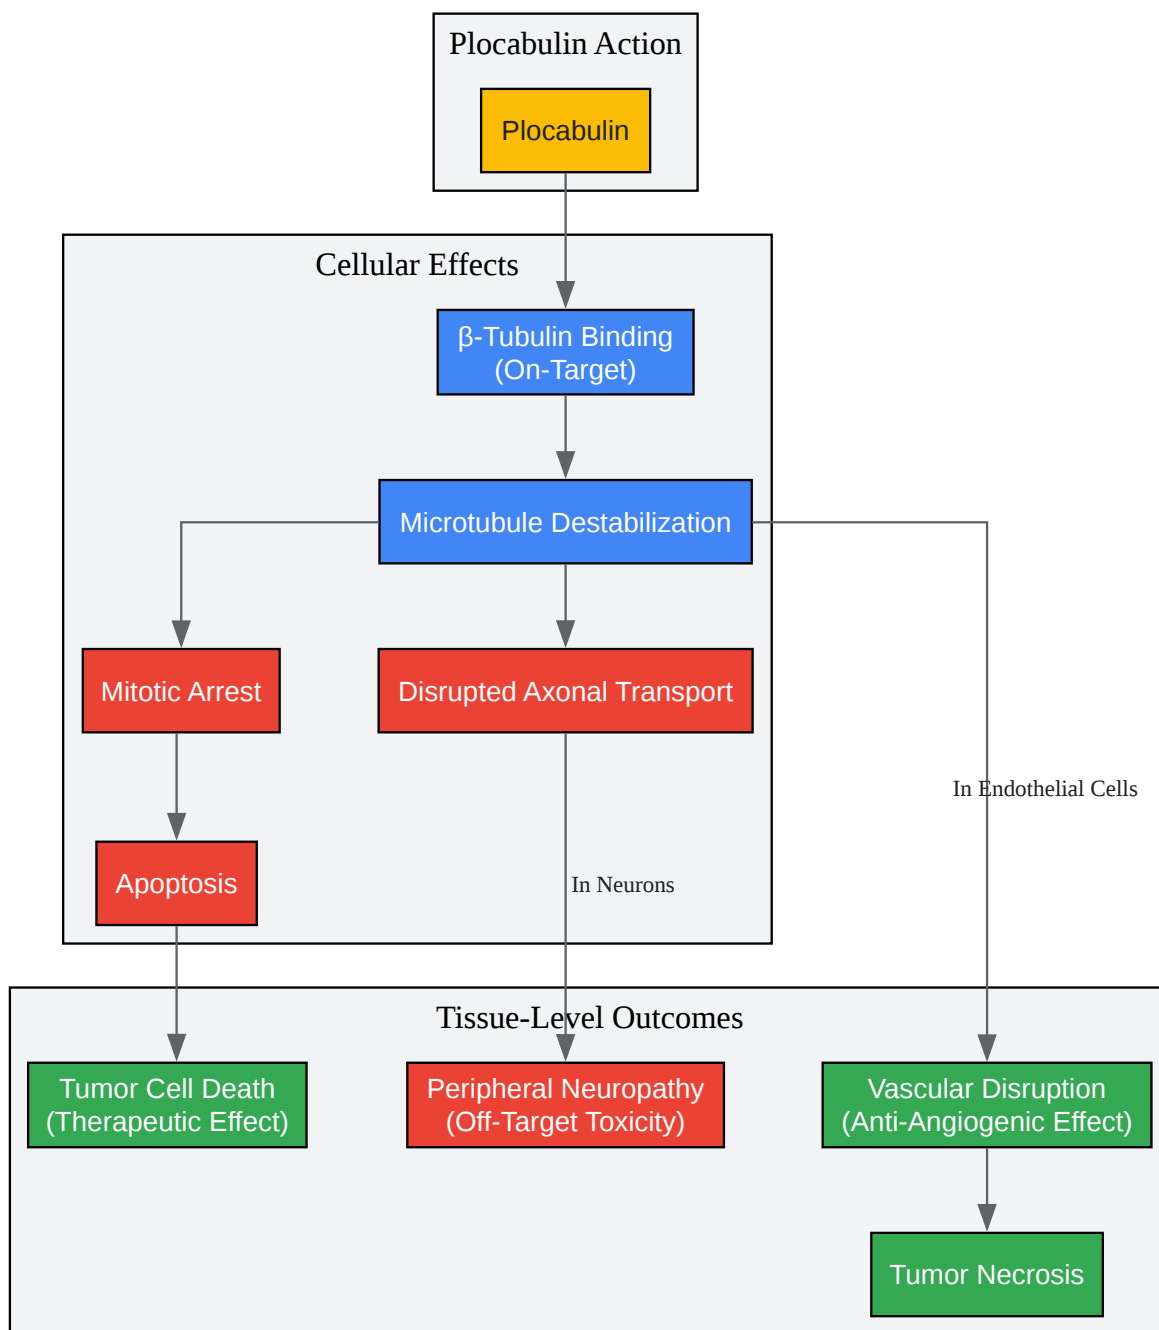 Plocabulin Action
Plocabulin
Cellular Effects
β-Tubulin Binding
(On-Target)
Microtubule Destabilization
Mitotic Arrest
Disrupted Axonal Transport
In Endothelial Cells
Apoptosis
In Neurons
Tissue-Level Outcomes
Tumor Cell Death
(Therapeutic Effect)
Peripheral Neuropathy
(Off-Target Toxicity)
Vascular Disruption
(Anti-Angiogenic Effect)
Tumor Necrosis